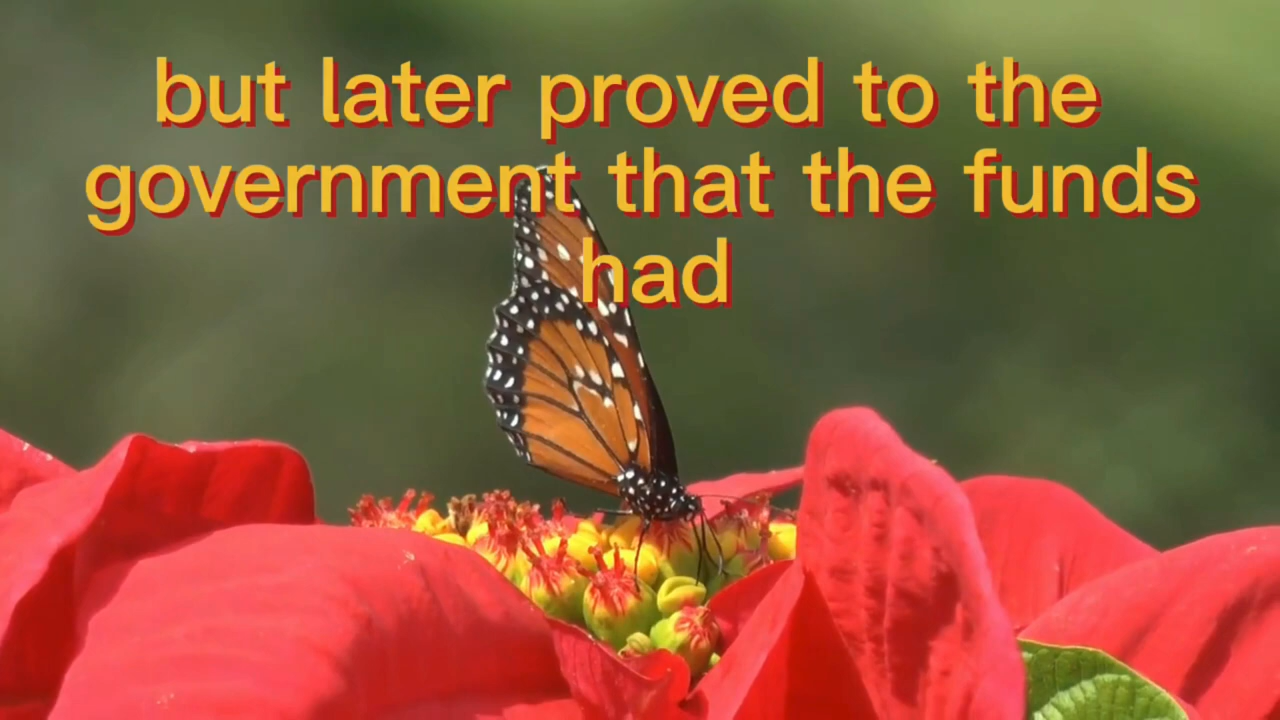 but later proved to the
government that the funds
had